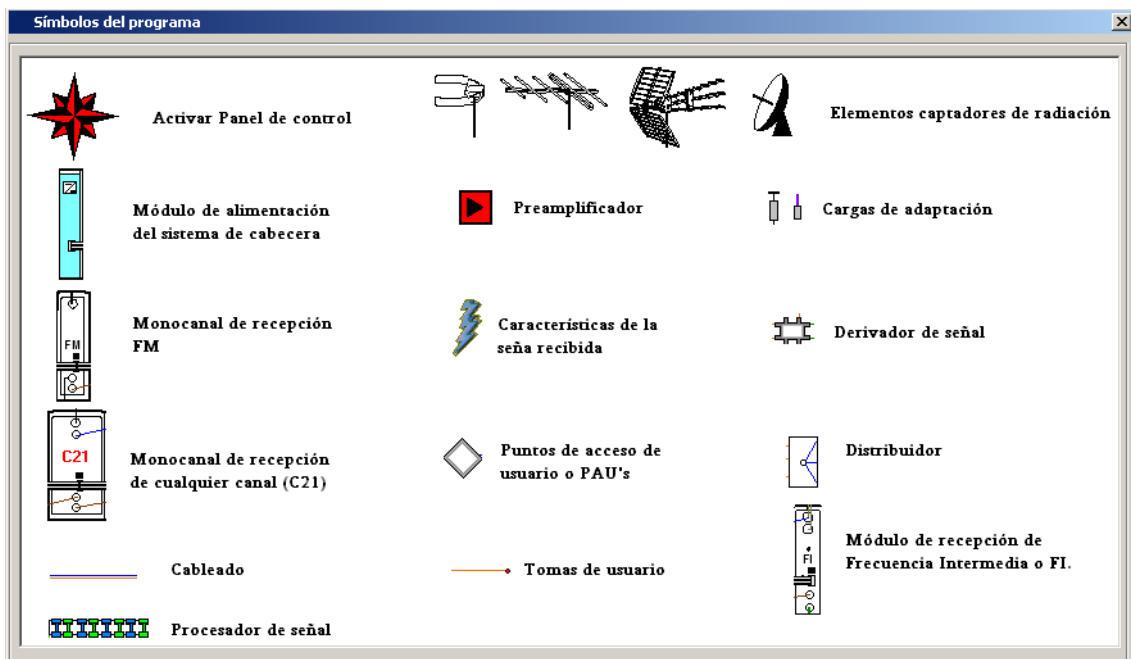 Símbolos del programa
Activar Panel de control
Elementos captadores de radiación
Módulo de alimentación
del sistema de cabecera
Preamplificador
Cargas de adaptación
FM
Monocanal de recepción
FM
Características de la
seña recibida
Derivador de señal
C21
Monocanal de recepción
de cualquier canal (C21)
Puntos de acceso de
usuario o PAU's
Distribuidor
FI
Módulo de recepción de
Frecuencia Intermedia o FI.
Cableado
Tomas de usuario
Procesador de señal